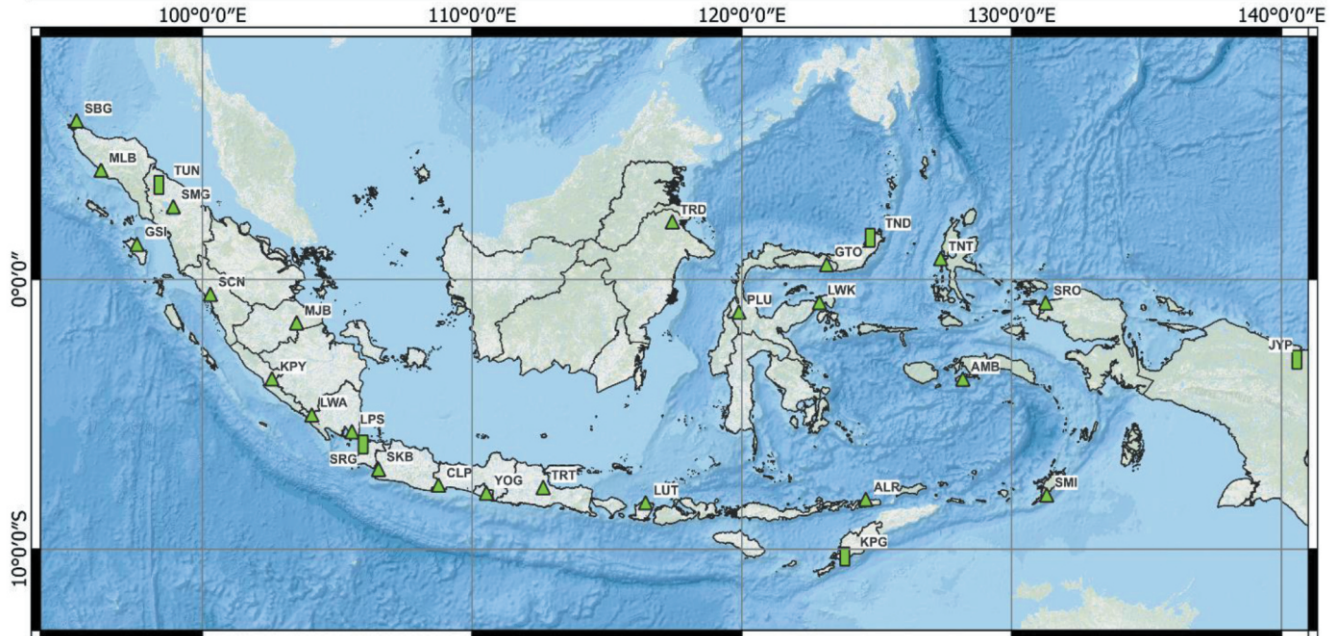 100°0′0″E 110°0′0″E 120°0′0″E 130°0′0″E 140°0′0″E
SBG
MLB
TUN
SMG
TRD
TND
GSI
GTO
TNT
0°0′0″
SCN
PLU
LWK
SRO
MJB
JYP
KPY
AMB
LWA
LPS
SRG
SKB
CLP
YOG
TRT
LUT
ALR
SMI
KPG
10°0′0″S